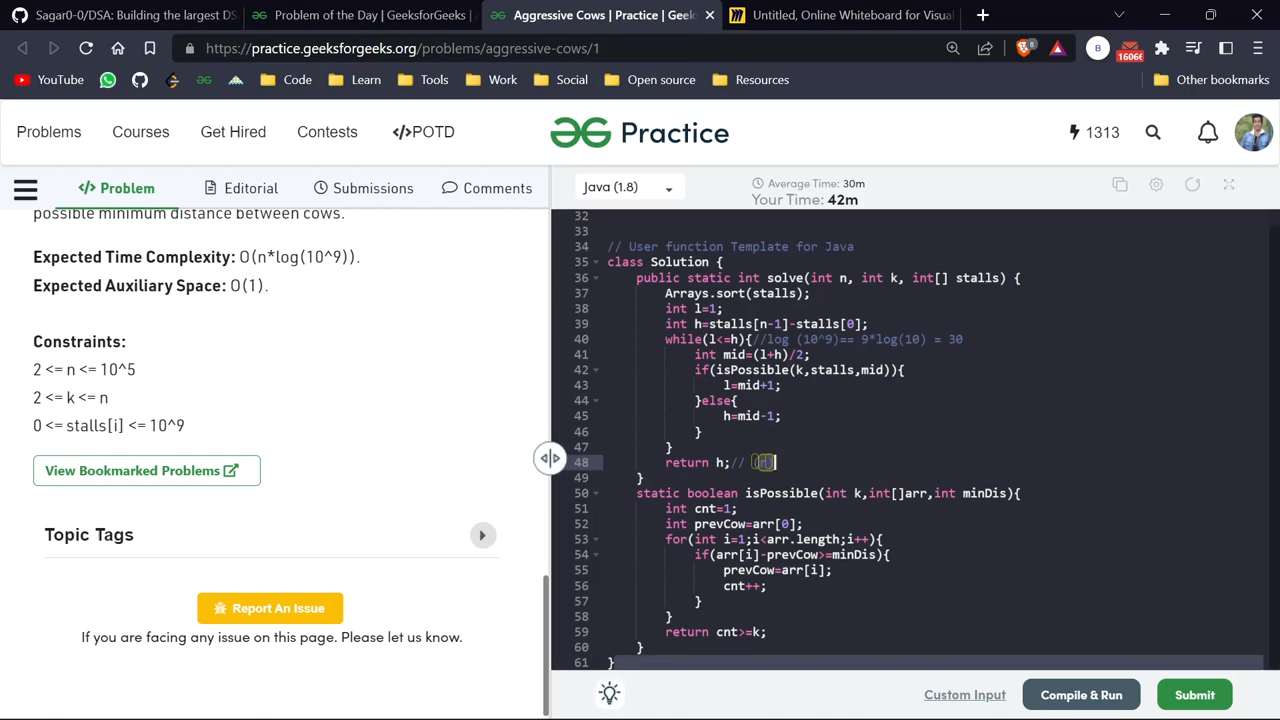 Sagar0-0/DSA: Building the largest DS
Problem of the Day | GeeksforGeeks |
Aggressive Cows | Practice | Geek
Untitled, Online Whiteboard for Visual
https://practice.geeksforgeeks.org/problems/aggressive-cows/1
8
B
1606
YouTube
Code
Learn
Tools
Work
Social
Open source
Resources
Other bookmarks
Problems
Courses
Get Hired
Contests
</>POTD
Practice
1313
</> Problem
Editorial
Submissions
Comments
Java (1.8)
Average Time: 30m
Your Time: 42m
possible minimum distance between cows.
Expected Time Complexity: O(n*log(10^9)).
Expected Auxiliary Space: O(1).
Constraints:
2 <= n <= 10^5
2 <= k <= n
0 <= stalls[i] <= 10^9
View Bookmarked Problems
Topic Tags
Report An Issue
If you are facing any issue on this page. Please let us know.
32
33
34 // User function Template for Java
35 class Solution {
36 public static int solve(int n, int k, int[] stalls) {
37 Arrays.sort(stalls);
38 int l=1;
39 int h=stalls[n-1]-stalls[0];
40 while(l<=h){//log (10^9)== 9*log(10) = 30
41 int mid=(l+h)/2;
42 if(isPossible(k,stalls,mid)){
43 l=mid+1;
44 }else{
45 h=mid-1;
46 }
47 }
48 return h;//
49 }
50 static boolean isPossible(int k,int[]arr,int minDis){
51 int cnt=1;
52 int prevCow=arr[0];
53 for(int i=1;i<arr.length;i++){
54 if(arr[i]-prevCow>=minDis){
55 prevCow=arr[i];
56 cnt++;
57 }
58 }
59 return cnt>=k;
60 }
61 }
Custom Input
Compile & Run
Submit